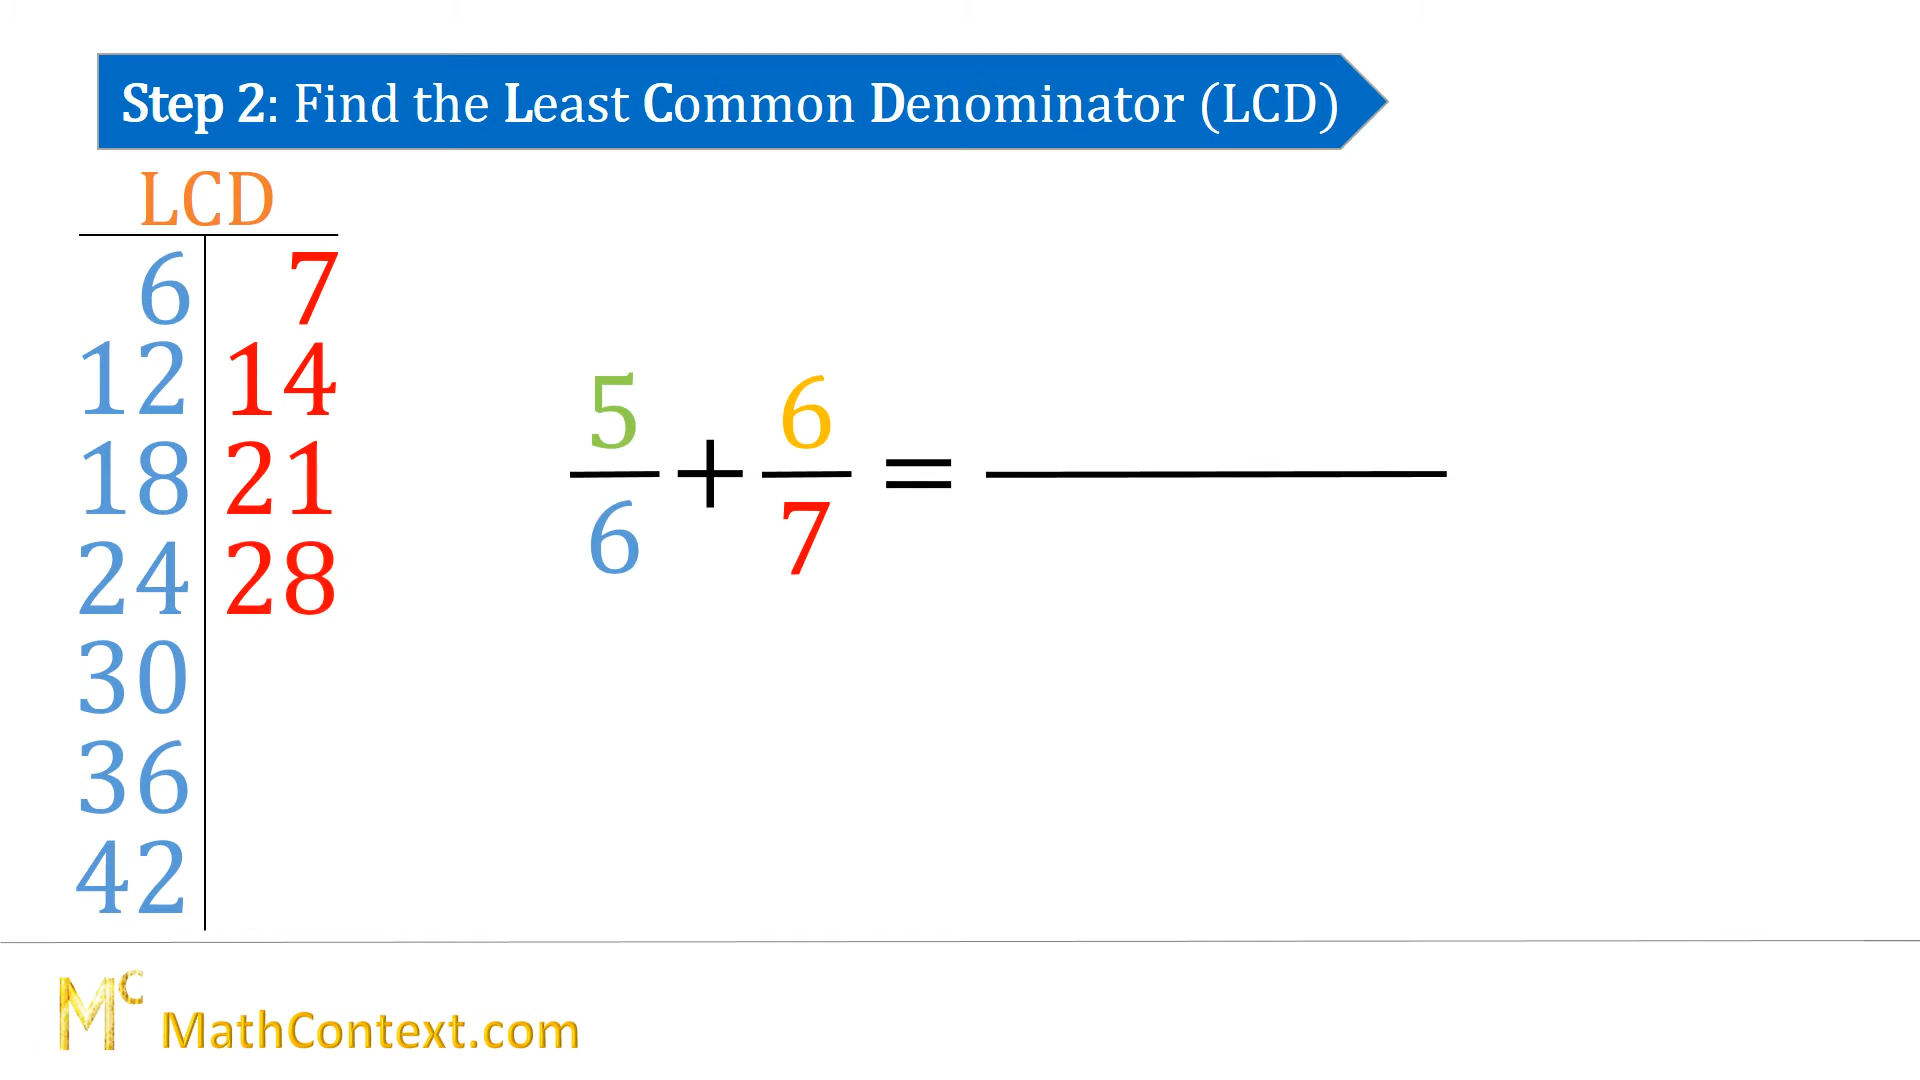 Step 2: Find the Least Common Denominator (LCD)
LCD
6 7
12 14
18 21
24 28
30
36
42
5 6
+ =
6 7
MC
MathContext.com